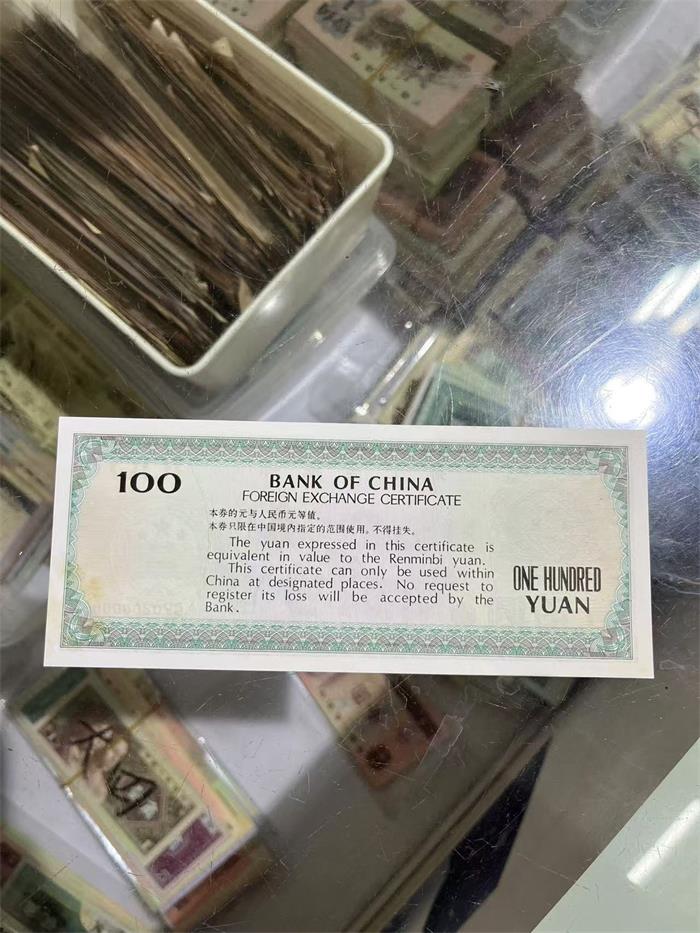 100
BANK OF CHINA
FOREIGN EXCHANGE CERTIFICATE
本券的元与人民币元等值。
本券只限在中国境内指定的范围使用，不得挂失。
The yuan expressed in this certificate is
equivalent in value to the Renminbi yuan.
This certificate can only be used within
China at designated places. No request to
register its loss will be accepted by the
Bank.
ONE HUNDRED
YUAN
大四